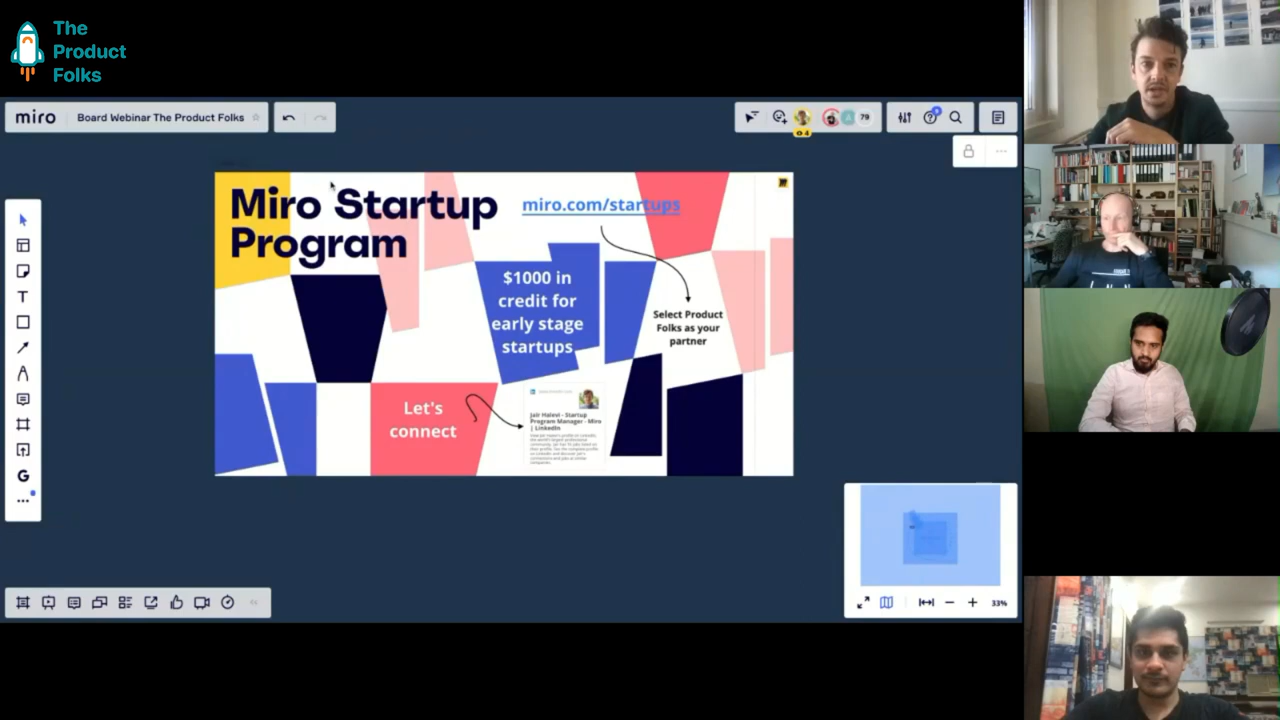 The
Product
Folks
miro
Board Webinar The Product Folks
79
4
Miro Startup
Program
miro.com/startups
$1000 in
credit for
early stage
startups
Select Product
Folks as your
partner
Let's
connect
Jair Halevi - Startup
Program Manager - Miro
| LinkedIn
33%